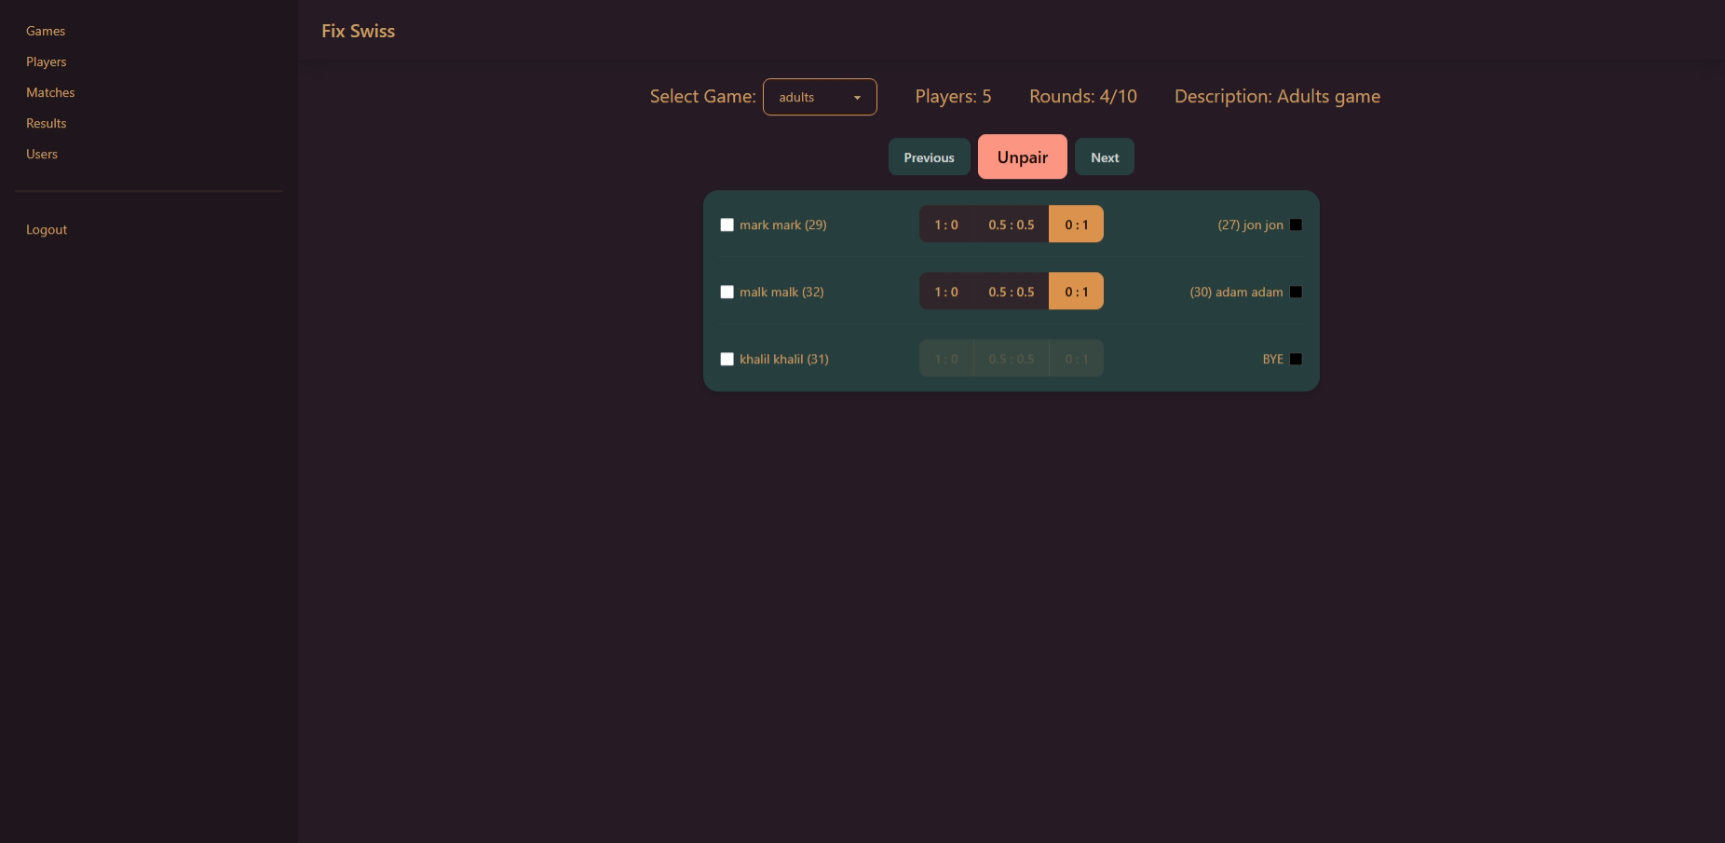 Games
Players
Matches
Results
Users
Logout
Fix Swiss
Select Game: adults Players: 5 Rounds: 4/10 Description: Adults game
Previous Unpair Next
mark mark (29) 1 : 0 0.5 : 0.5 0 : 1 (27) jon jon
malk malk (32) 1 : 0 0.5 : 0.5 0 : 1 (30) adam adam
khalil khalil (31) 1 : 0 0.5 : 0.5 0 : 1 BYE